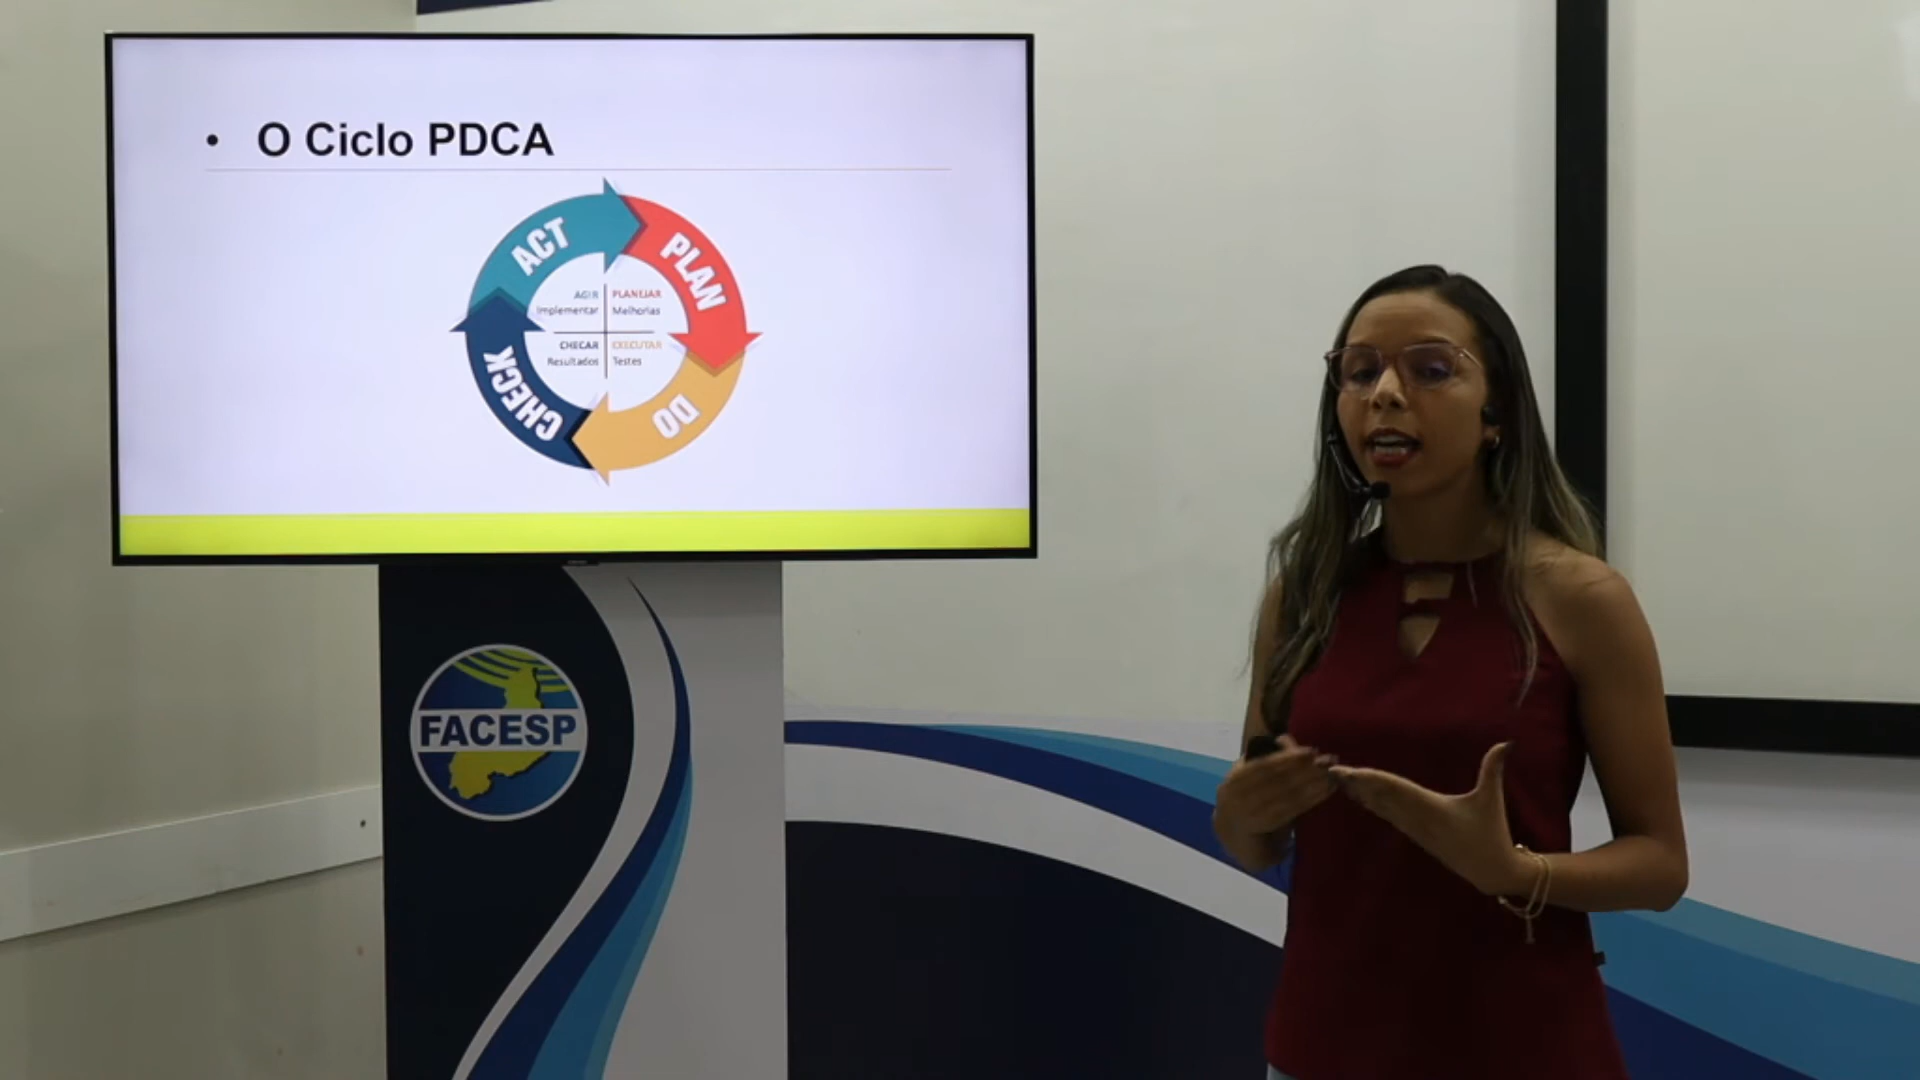 • O Ciclo PDCA
ACT
PLAN
AGIR
Implementar
PLANEJAR
Melhorias
CHECAR
Resultados
EXECUTAR
Testes
CHECK
DO
FACESP